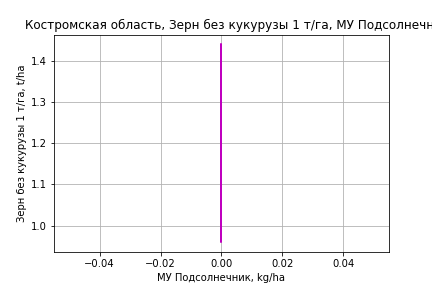 Костромская область, Зерн без кукурузы 1 т/га, МУ Подсолнечн
1.4
1.3
1.2
1.1
1.0
Зерн без кукурузы 1 т/га, t/ha
−0.04 −0.02 0.00 0.02 0.04
МУ Подсолнечник, kg/ha